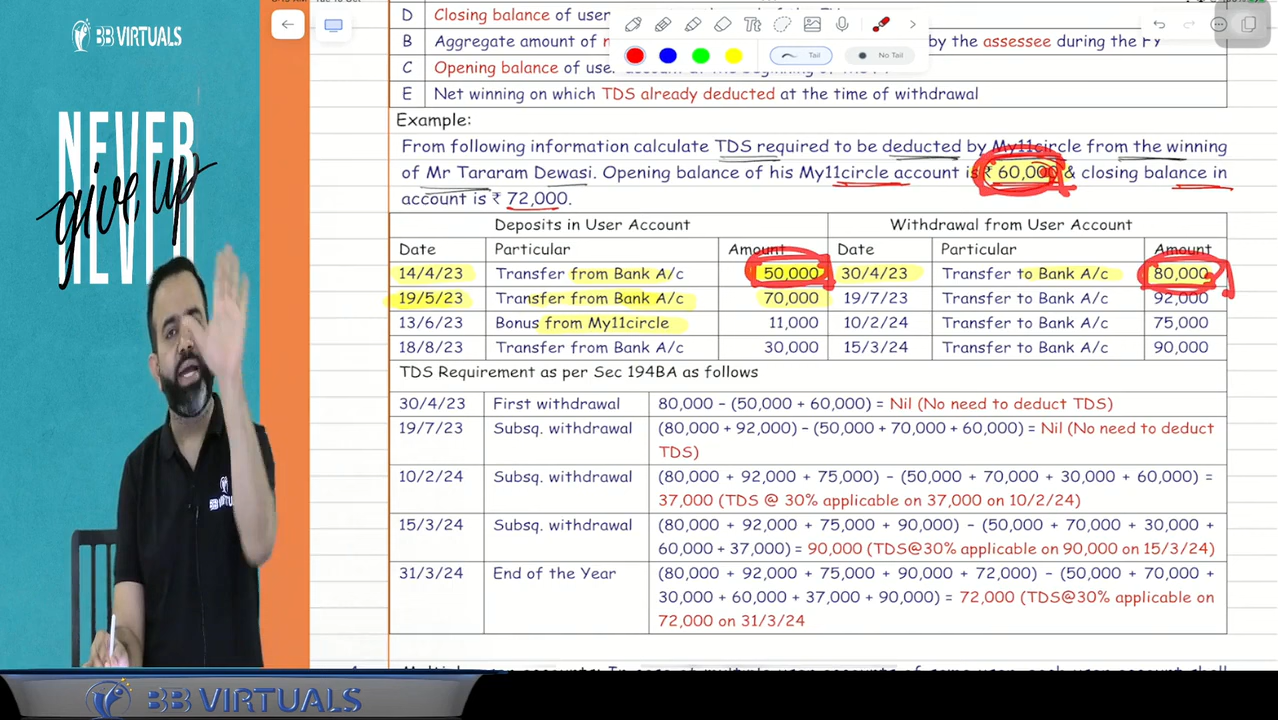 BB VIRTUALS
NEVER
give up
NEVER
Tail
No Tail
D Closing balance of user
B Aggregate amount of by the assessee during the FY
C Opening balance of user account at the beginning of the FY
E Net winning on which TDS already deducted at the time of withdrawal
Example:
From following information calculate TDS required to be deducted by My11circle from the winning
of Mr Tararam Dewasi. Opening balance of his My11circle account is ₹ 60,000 & closing balance in
account is ₹ 72,000.
Deposits in User Account Withdrawal from User Account
Date Particular Amount Date Particular Amount
14/4/23 Transfer from Bank A/c 50,000 30/4/23 Transfer to Bank A/c 80,000
19/5/23 Transfer from Bank A/c 70,000 19/7/23 Transfer to Bank A/c 92,000
13/6/23 Bonus from My11circle 11,000 10/2/24 Transfer to Bank A/c 75,000
18/8/23 Transfer from Bank A/c 30,000 15/3/24 Transfer to Bank A/c 90,000
TDS Requirement as per Sec 194BA as follows
30/4/23 First withdrawal 80,000 – (50,000 + 60,000) = Nil (No need to deduct TDS)
19/7/23 Subsq. withdrawal (80,000 + 92,000) – (50,000 + 70,000 + 60,000) = Nil (No need to deduct
TDS)
10/2/24 Subsq. withdrawal (80,000 + 92,000 + 75,000) – (50,000 + 70,000 + 30,000 + 60,000) =
37,000 (TDS @ 30% applicable on 37,000 on 10/2/24)
15/3/24 Subsq. withdrawal (80,000 + 92,000 + 75,000 + 90,000) – (50,000 + 70,000 + 30,000 +
60,000 + 37,000) = 90,000 (TDS@30% applicable on 90,000 on 15/3/24)
31/3/24 End of the Year (80,000 + 92,000 + 75,000 + 90,000 + 72,000) – (50,000 + 70,000 +
30,000 + 60,000 + 37,000 + 90,000) = 72,000 (TDS@30% applicable on
72,000 on 31/3/24
BB VIRTUALS